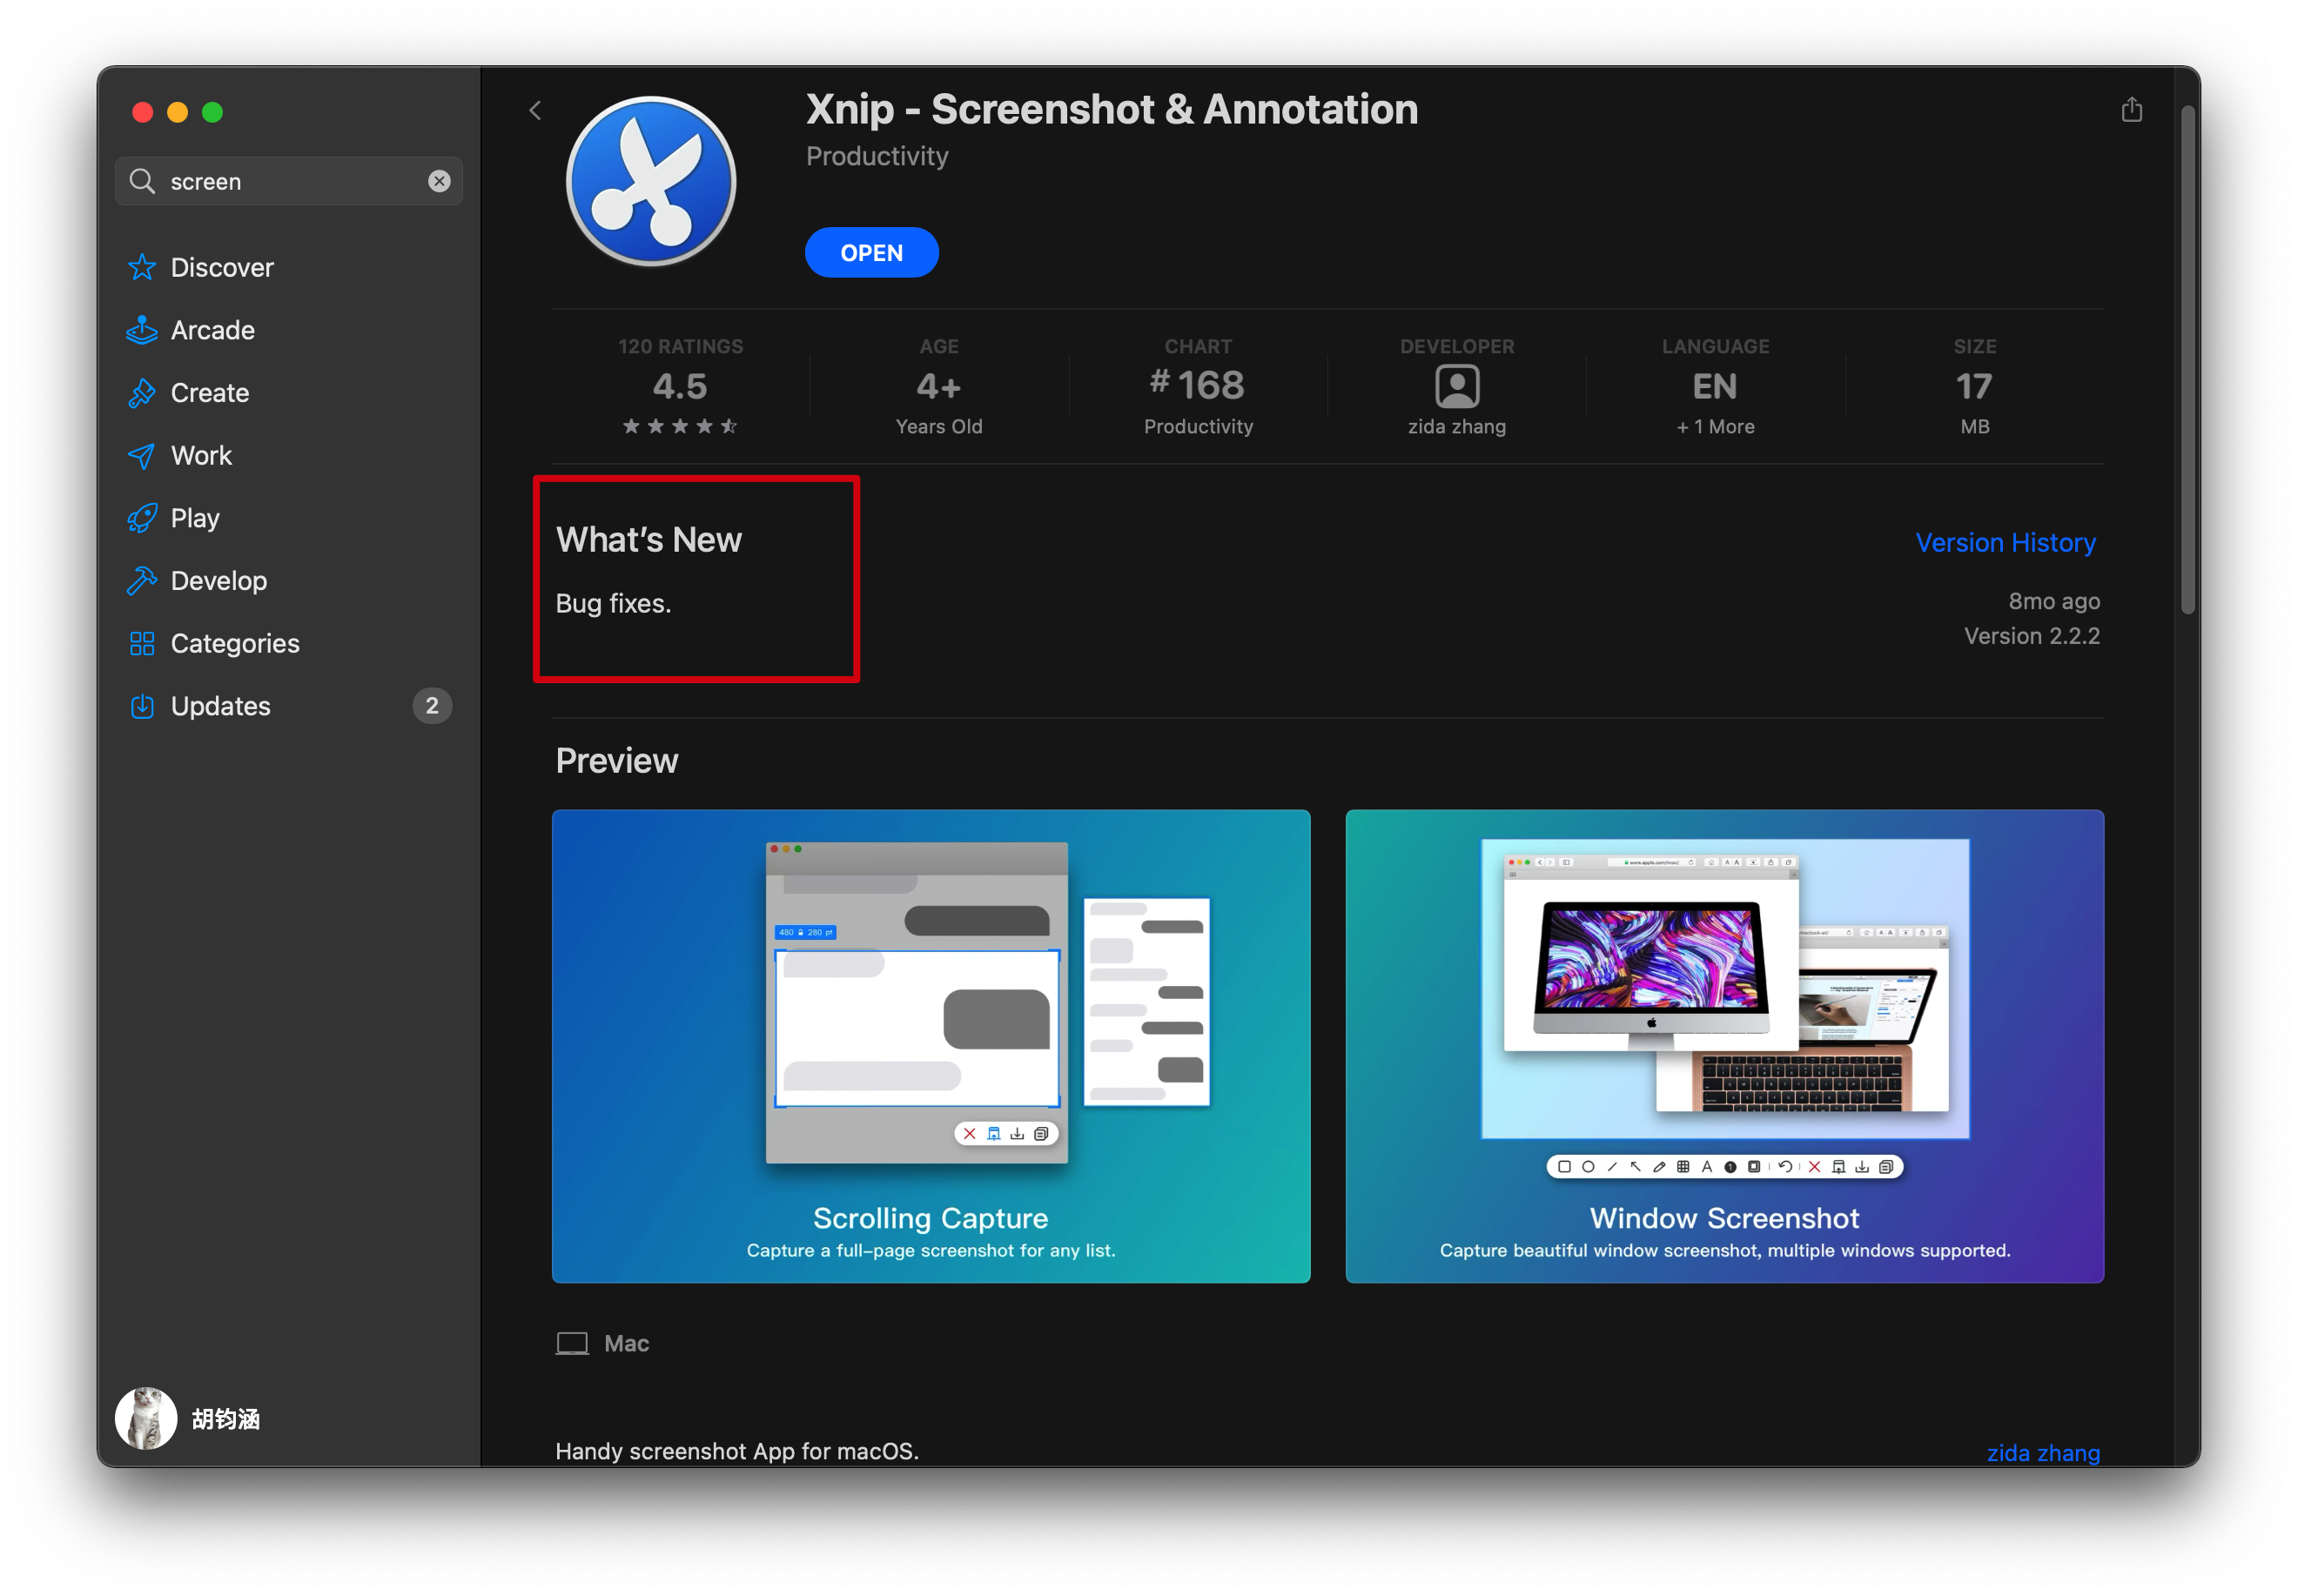 screen
Discover
Arcade
Create
Work
Play
Develop
Categories
Updates 2
胡钧涵
Xnip - Screenshot & Annotation
Productivity
OPEN
120 RATINGS
4.5
AGE
4+
Years Old
CHART
#168
Productivity
DEVELOPER
zida zhang
LANGUAGE
EN
+ 1 More
SIZE
17
MB
What's New
Version History
Bug fixes.
8mo ago
Version 2.2.2
Preview
480 280 pt
Scrolling Capture
Capture a full-page screenshot for any list.
www.apple.com/mac/
Window Screenshot
Capture beautiful window screenshot, multiple windows supported.
Mac
Handy screenshot App for macOS.
zida zhang